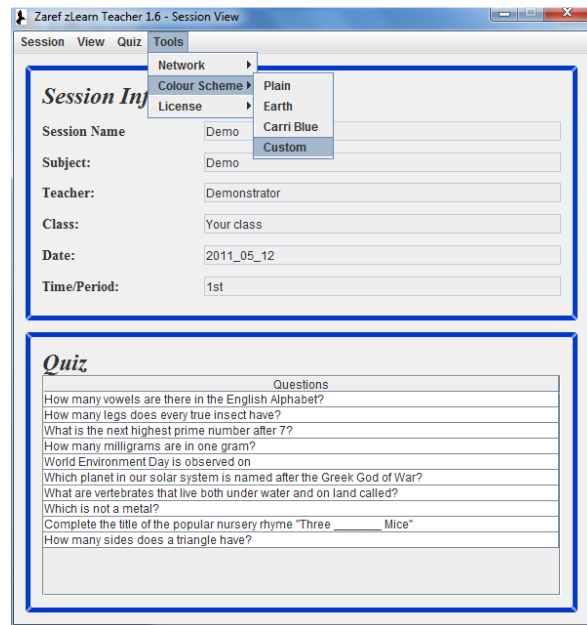 Zaref zLearn Teacher 1.6 - Session View
Session View Quiz Tools
Network
Colour Scheme
License
Plain
Earth
Carri Blue
Custom
Session Inf
Session Name Demo
Subject: Demo
Teacher: Demonstrator
Class: Your class
Date: 2011_05_12
Time/Period: 1st
Quiz
Questions
How many vowels are there in the English Alphabet?
How many legs does every true insect have?
What is the next highest prime number after 7?
How many milligrams are in one gram?
World Environment Day is observed on
Which planet in our solar system is named after the Greek God of War?
What are vertebrates that live both under water and on land called?
Which is not a metal?
Complete the title of the popular nursery rhyme "Three _______ Mice"
How many sides does a triangle have?